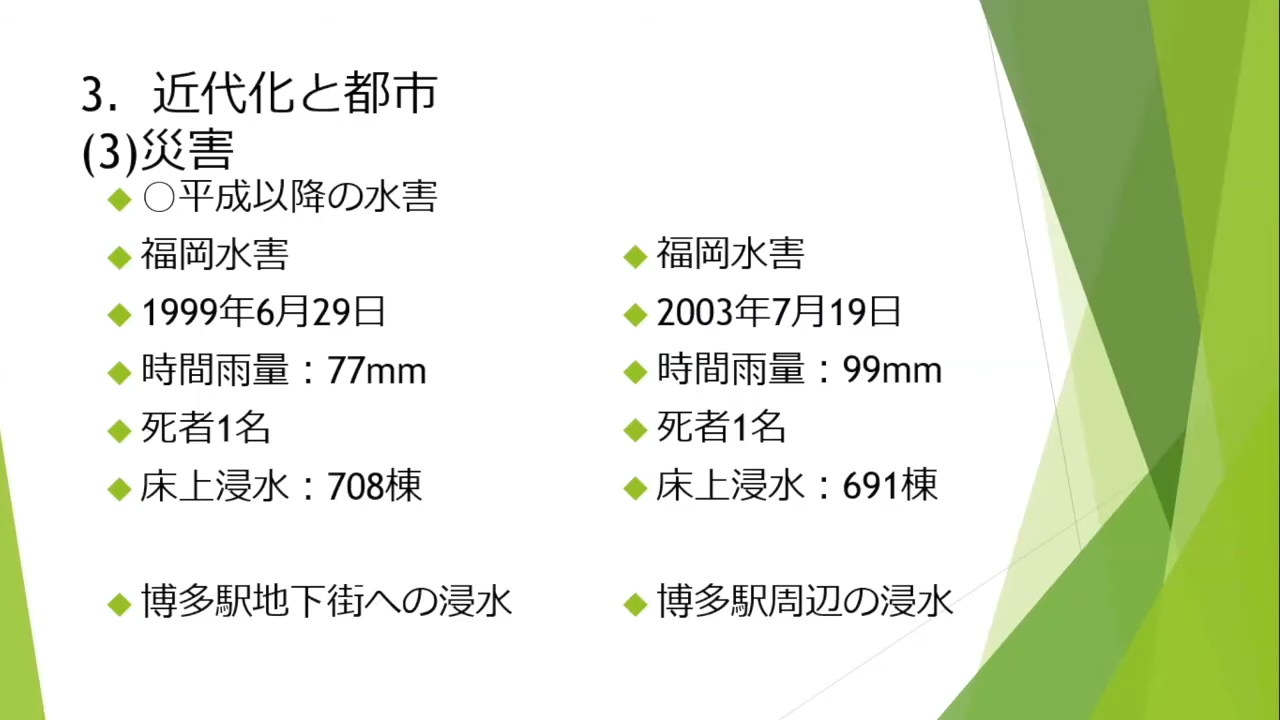 3. 近代化と都市
(3)災害
○平成以降の水害
福岡水害
1999年6月29日
時間雨量：77mm
死者1名
床上浸水：708棟
博多駅地下街への浸水
福岡水害
2003年7月19日
時間雨量：99mm
死者1名
床上浸水：691棟
博多駅周辺の浸水